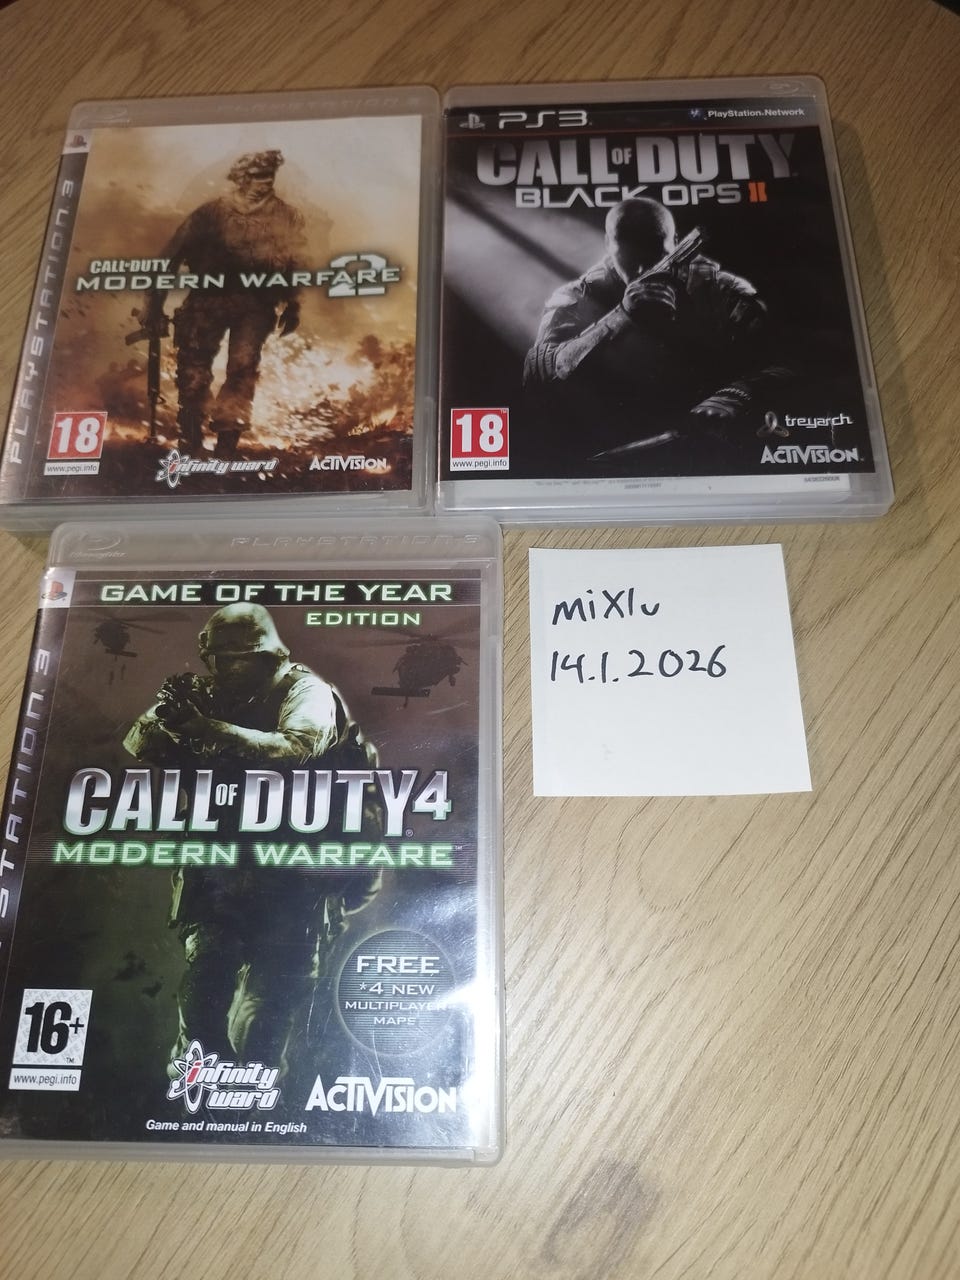 PLAYSTATION 3
PLAYSTATION 3
CALL OF DUTY
MODERN WARFARE 2
18
www.pegi.info
infinity ward
ACTIVISION
PS3
PlayStation Network
CALL OF DUTY
BLACK OPS II
18
www.pegi.info
treyarch
ACTIVISION
PLAYSTATION 3
STATION 3
GAME OF THE YEAR
EDITION
CALL OF DUTY 4
MODERN WARFARE
FREE
*4 NEW
MULTIPLAYER
MAPS
16+
www.pegi.info
infinity
ward
ACTIVISION
Game and manual in English
mixlu
14.1.2026